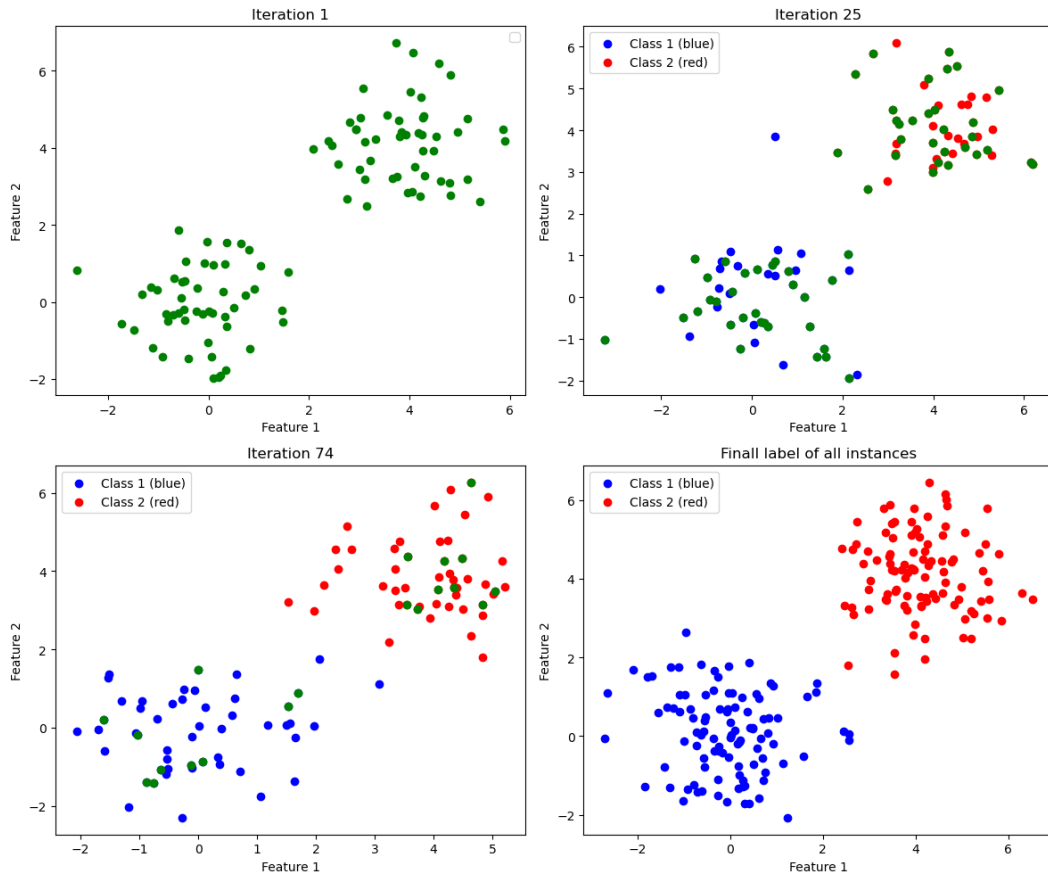 Iteration 1
6
4
2
0
−2
Feature 2
−2
0
2
4
6
Feature 1
Iteration 25
Class 1 (blue)
Class 2 (red)
6
5
4
3
2
1
0
−1
−2
Feature 2
−2
0
2
4
6
Feature 1
Iteration 74
Class 1 (blue)
Class 2 (red)
6
4
2
0
−2
Feature 2
−2
−1
0
1
2
3
4
5
Feature 1
Finall label of all instances
Class 1 (blue)
Class 2 (red)
6
4
2
0
−2
Feature 2
−2
0
2
4
6
Feature 1